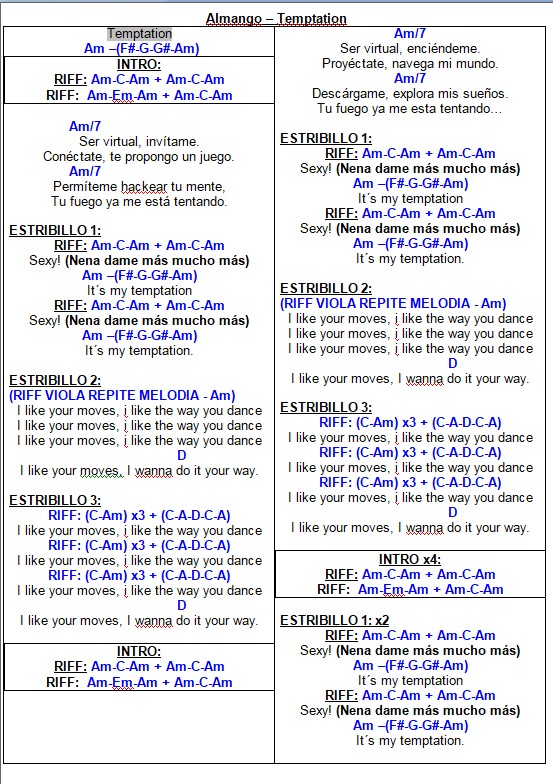 Almango – Temptation
Temptation
Am –(F#-G-G#-Am)
INTRO:
RIFF: Am-C-Am + Am-C-Am
RIFF: Am-Em-Am + Am-C-Am
Am/7
Ser virtual, invítame.
Conéctate, te propongo un juego.
Am/7
Permíteme hackear tu mente,
Tu fuego ya me está tentando.
ESTRIBILLO 1:
RIFF: Am-C-Am + Am-C-Am
Sexy! (Nena dame más mucho más)
Am –(F#-G-G#-Am)
It´s my temptation
RIFF: Am-C-Am + Am-C-Am
Sexy! (Nena dame más mucho más)
Am –(F#-G-G#-Am)
It´s my temptation.
ESTRIBILLO 2:
(RIFF VIOLA REPITE MELODIA - Am)
I like your moves, i like the way you dance
I like your moves, i like the way you dance
I like your moves, i like the way you dance
D
I like your moves, I wanna do it your way.
ESTRIBILLO 3:
RIFF: (C-Am) x3 + (C-A-D-C-A)
I like your moves, i like the way you dance
RIFF: (C-Am) x3 + (C-A-D-C-A)
I like your moves, i like the way you dance
RIFF: (C-Am) x3 + (C-A-D-C-A)
I like your moves, i like the way you dance
D
I like your moves, I wanna do it your way.
INTRO:
RIFF: Am-C-Am + Am-C-Am
RIFF: Am-Em-Am + Am-C-Am
Am/7
Ser virtual, enciéndeme.
Proyéctate, navega mi mundo.
Am/7
Descárgame, explora mis sueños.
Tu fuego ya me esta tentando…
ESTRIBILLO 1:
RIFF: Am-C-Am + Am-C-Am
Sexy! (Nena dame más mucho más)
Am –(F#-G-G#-Am)
It´s my temptation
RIFF: Am-C-Am + Am-C-Am
Sexy! (Nena dame más mucho más)
Am –(F#-G-G#-Am)
It´s my temptation.
ESTRIBILLO 2:
(RIFF VIOLA REPITE MELODIA - Am)
I like your moves, i like the way you dance
I like your moves, i like the way you dance
I like your moves, i like the way you dance
D
I like your moves, I wanna do it your way.
ESTRIBILLO 3:
RIFF: (C-Am) x3 + (C-A-D-C-A)
I like your moves, i like the way you dance
RIFF: (C-Am) x3 + (C-A-D-C-A)
I like your moves, i like the way you dance
RIFF: (C-Am) x3 + (C-A-D-C-A)
I like your moves, i like the way you dance
D
I like your moves, I wanna do it your way.
INTRO x4:
RIFF: Am-C-Am + Am-C-Am
RIFF: Am-Em-Am + Am-C-Am
ESTRIBILLO 1: x2
RIFF: Am-C-Am + Am-C-Am
Sexy! (Nena dame más mucho más)
Am –(F#-G-G#-Am)
It´s my temptation
RIFF: Am-C-Am + Am-C-Am
Sexy! (Nena dame más mucho más)
Am –(F#-G-G#-Am)
It´s my temptation.